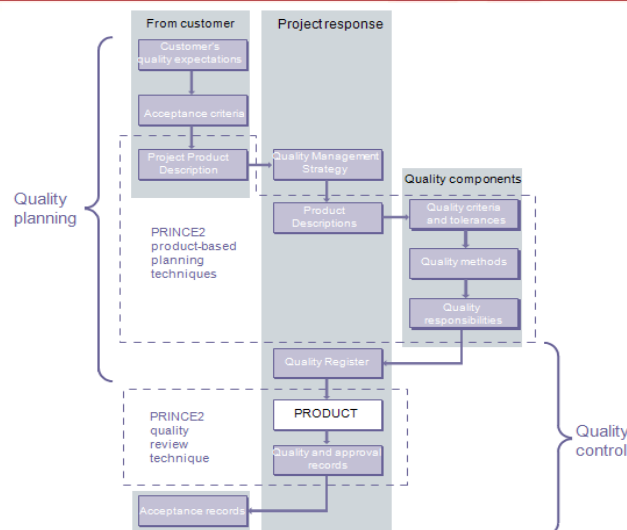 From customer
Project response
Customer's
quality expectations
Acceptance criteria
Project Product
Description
Quality Management
Strategy
Quality components
Product
Descriptions
Quality criteria
and tolerances
Quality
planning
PRINCE2
product-based
planning
techniques
Quality methods
Quality
responsibilities
Quality Register
PRINCE2
quality
review
technique
PRODUCT
Quality and approval
records
Quality
control
Acceptance records